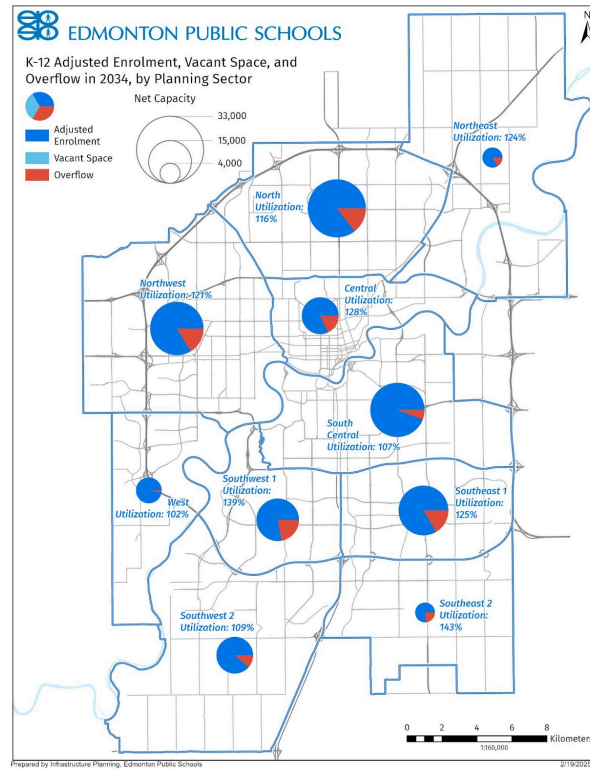 EDMONTON PUBLIC SCHOOLS
N
K-12 Adjusted Enrolment, Vacant Space, and
Overflow in 2034, by Planning Sector
Net Capacity
33,000
15,000
4,000
Adjusted
Enrolment
Vacant Space
Overflow
Northeast
Utilization: 124%
North
Utilization:
116%
Northwest
Utilization: 121%
Central
Utilization:
128%
South
Central
Utilization: 107%
West
Utilization: 102%
Southwest 1
Utilization:
139%
Southeast 1
Utilization:
125%
Southwest 2
Utilization: 109%
Southeast 2
Utilization:
143%
0 2 4 6 8
Kilometers
1:160,000
Prepared by Infrastructure Planning, Edmonton Public Schools
2/19/2025